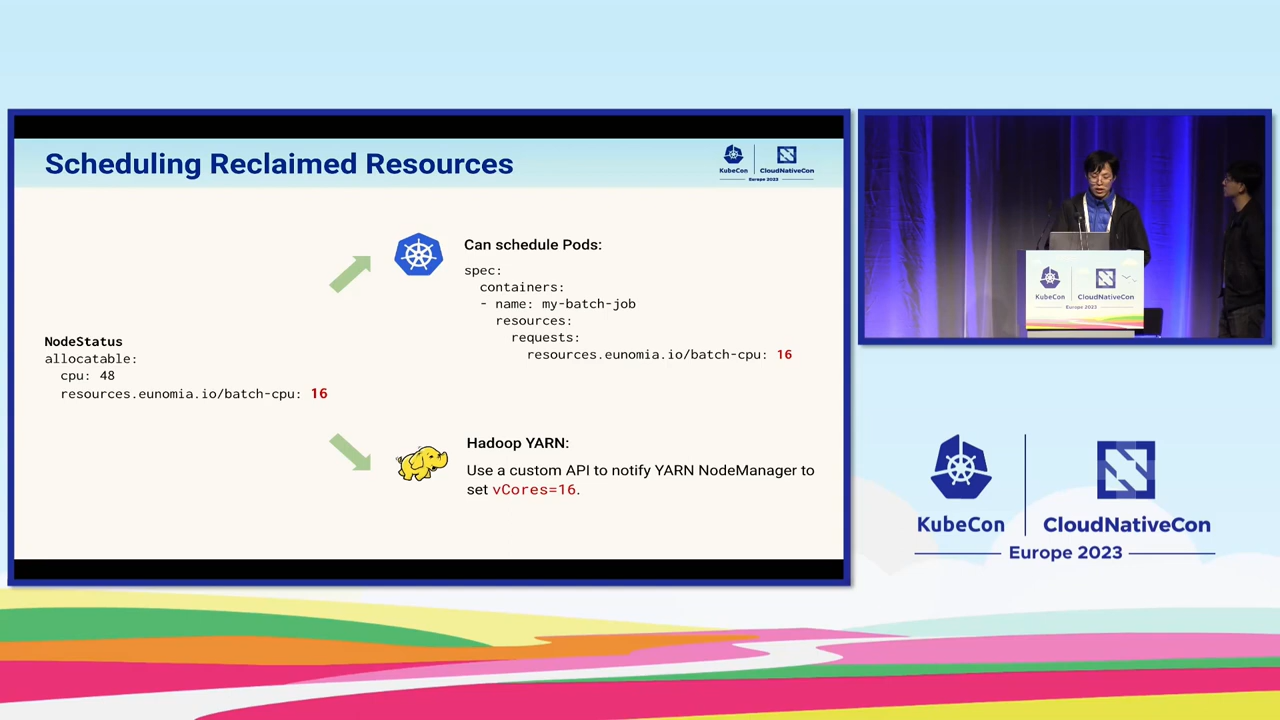 Scheduling Reclaimed Resources
KubeCon
CloudNativeCon
Europe 2023
Can schedule Pods:
spec:
containers:
- name: my-batch-job
resources:
requests:
resources.eunomia.io/batch-cpu: 16
NodeStatus
allocatable:
cpu: 48
resources.eunomia.io/batch-cpu: 16
Hadoop YARN:
Use a custom API to notify YARN NodeManager to
set vCores=16.
KubeCon
CloudNativeCon
Europe 2023
KubeCon
CloudNativeCon
Europe 2023